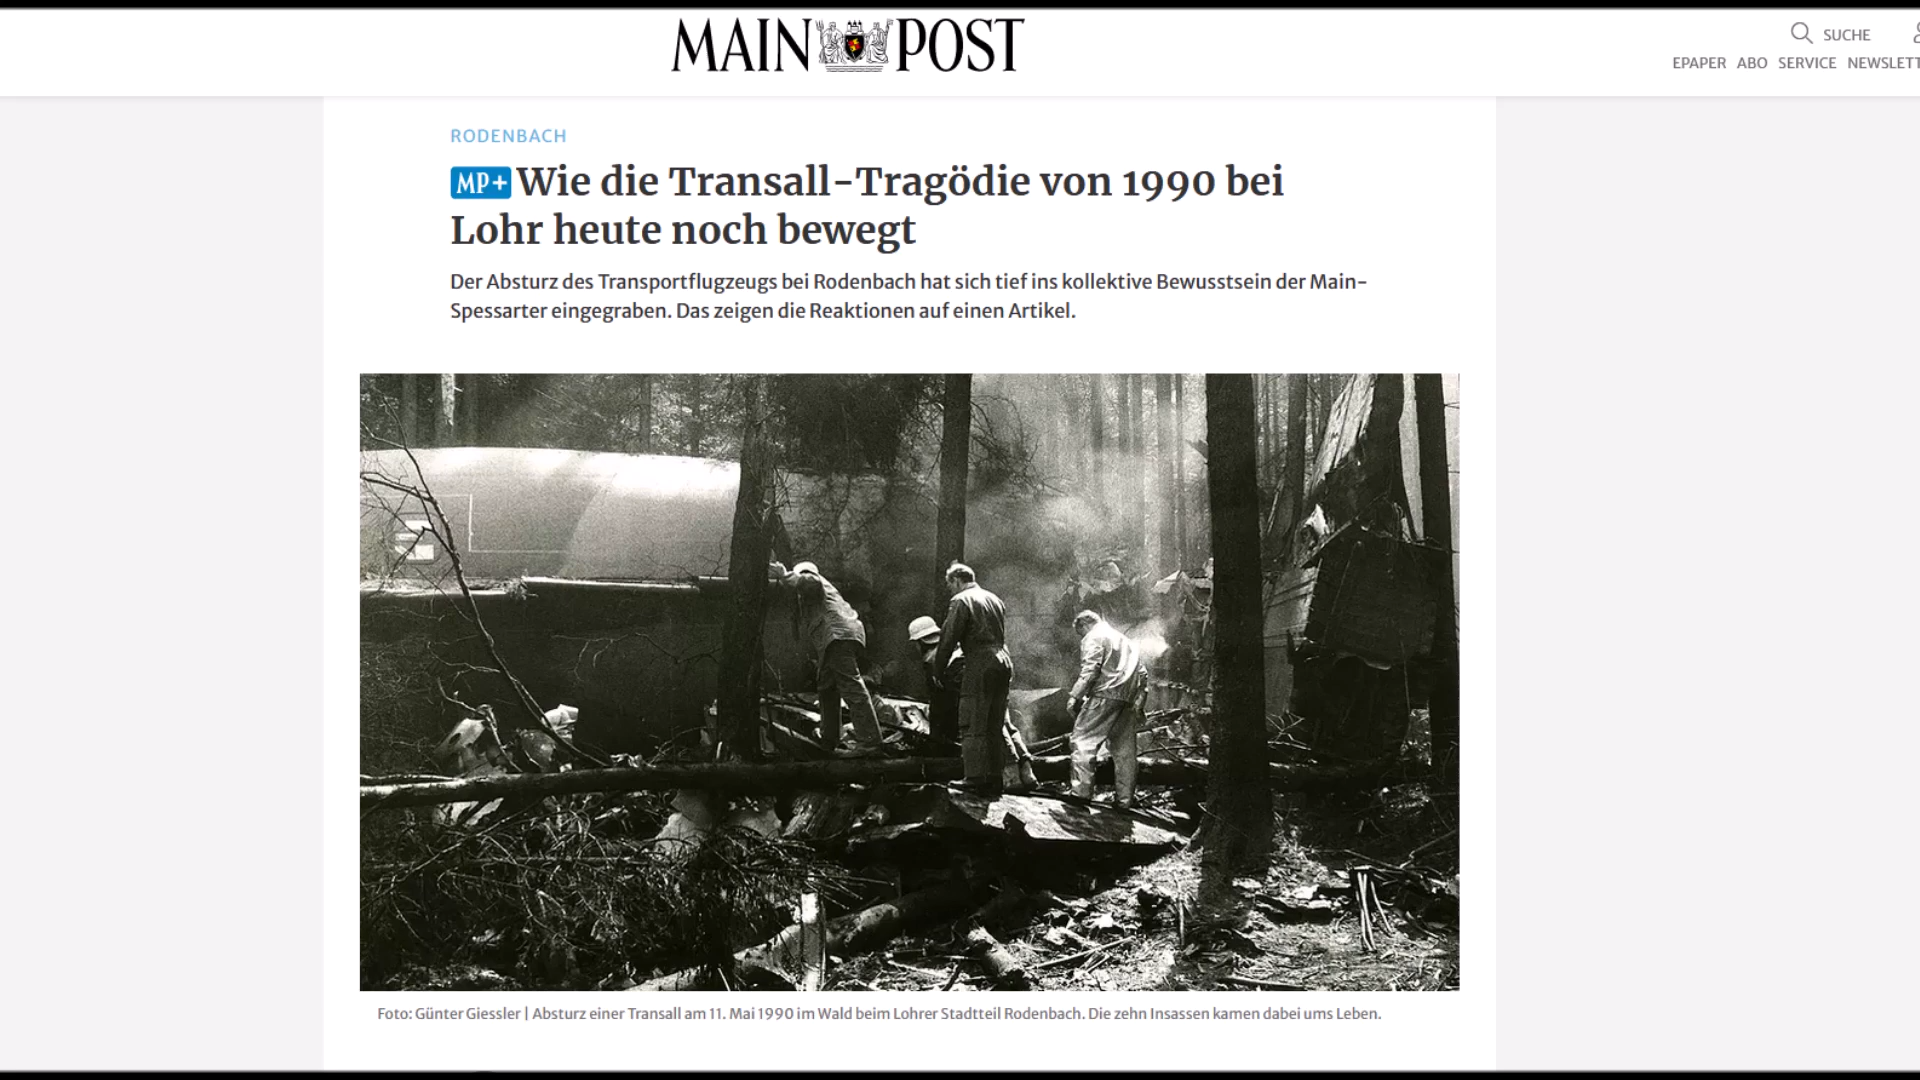 MAIN POST
SUCHE
EPAPER ABO SERVICE NEWSLETT
RODENBACH
MP+ Wie die Transall-Tragödie von 1990 bei
Lohr heute noch bewegt
Der Absturz des Transportflugzeugs bei Rodenbach hat sich tief ins kollektive Bewusstsein der Main-
Spessarter eingegraben. Das zeigen die Reaktionen auf einen Artikel.
Foto: Günter Giessler | Absturz einer Transall am 11. Mai 1990 im Wald beim Lohrer Stadtteil Rodenbach. Die zehn Insassen kamen dabei ums Leben.